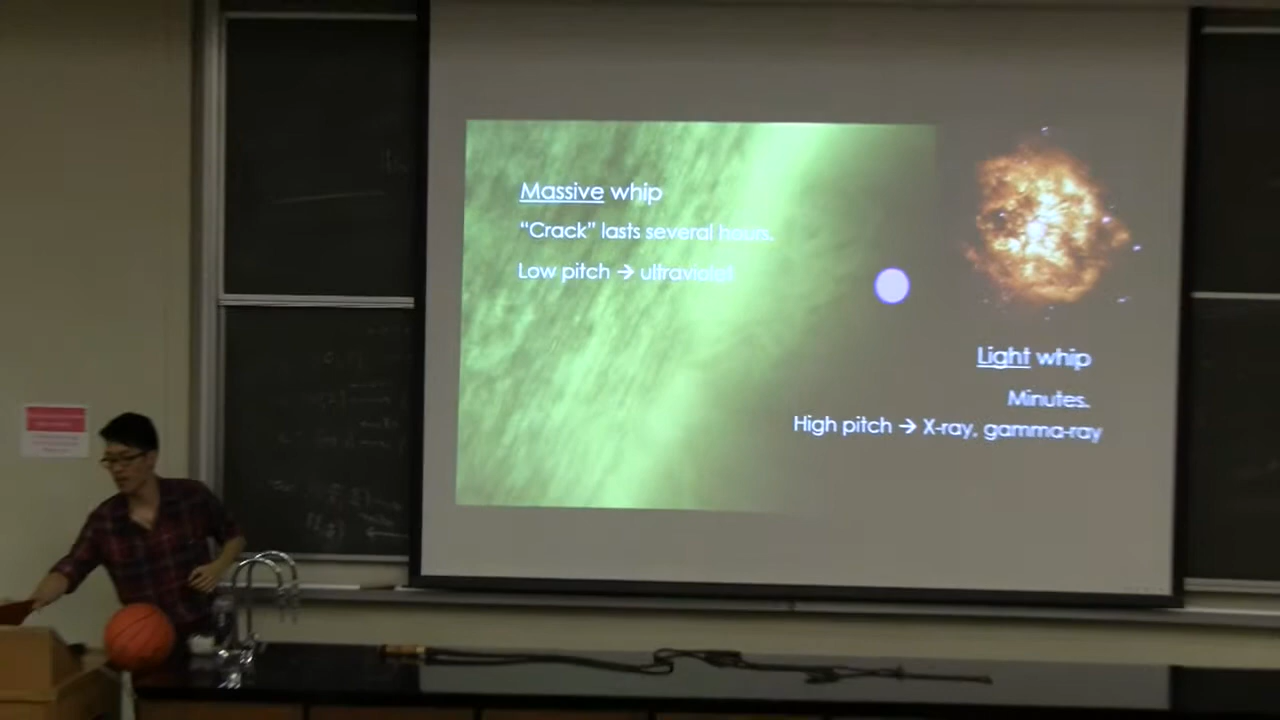 Massive whip
“Crack” lasts several hours.
Low pitch → ultraviolet
Light whip
Minutes.
High pitch → X-ray, gamma-ray